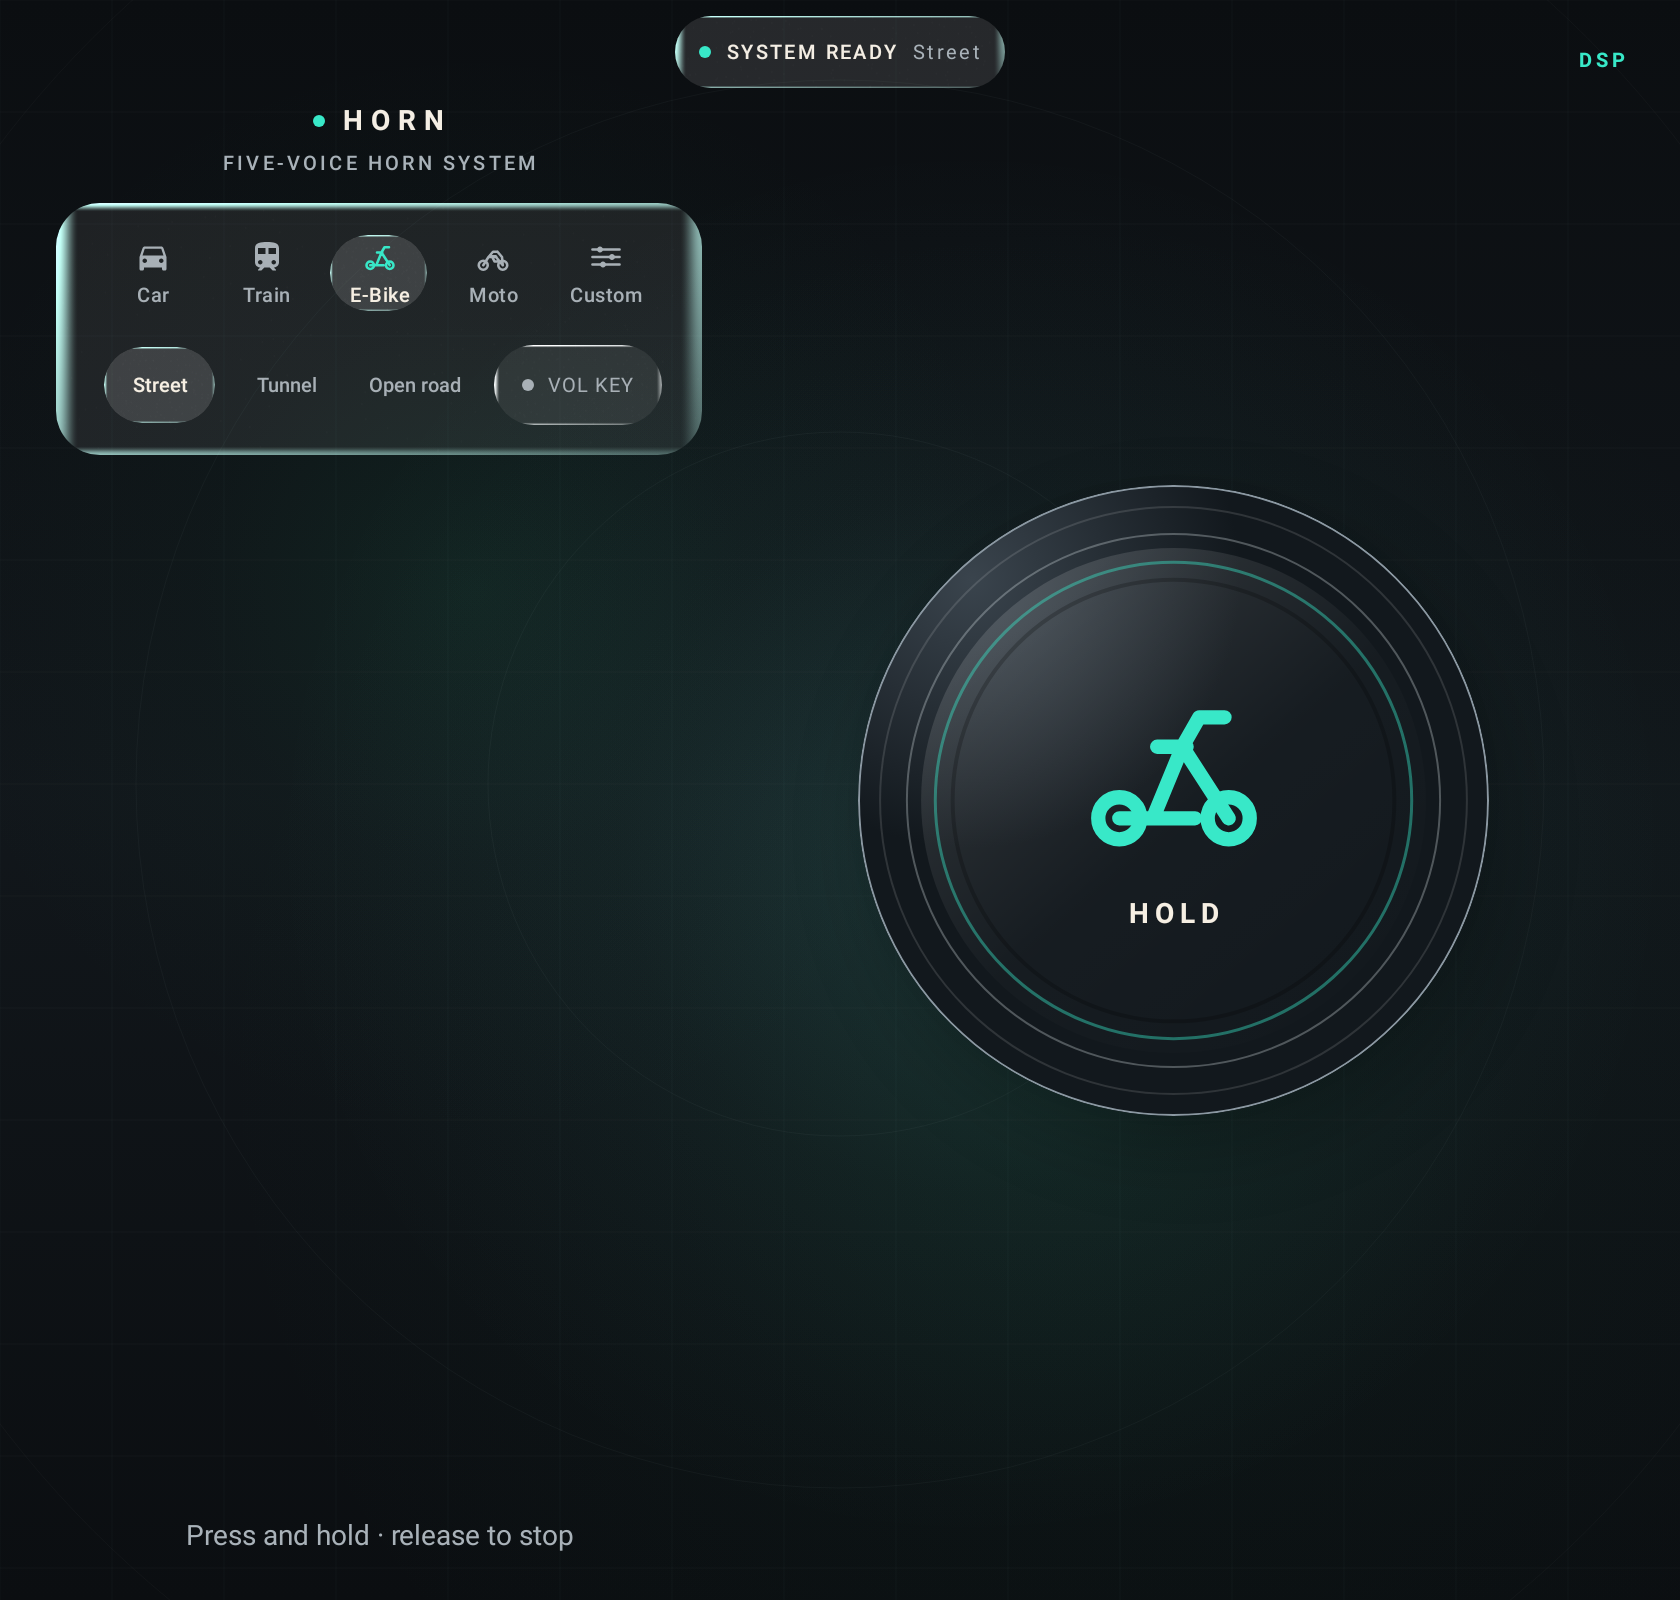 SYSTEM READY Street
DSP
HORN
FIVE-VOICE HORN SYSTEM
Car Train E-Bike Moto Custom
Street Tunnel Open road VOL KEY
HOLD
Press and hold · release to stop